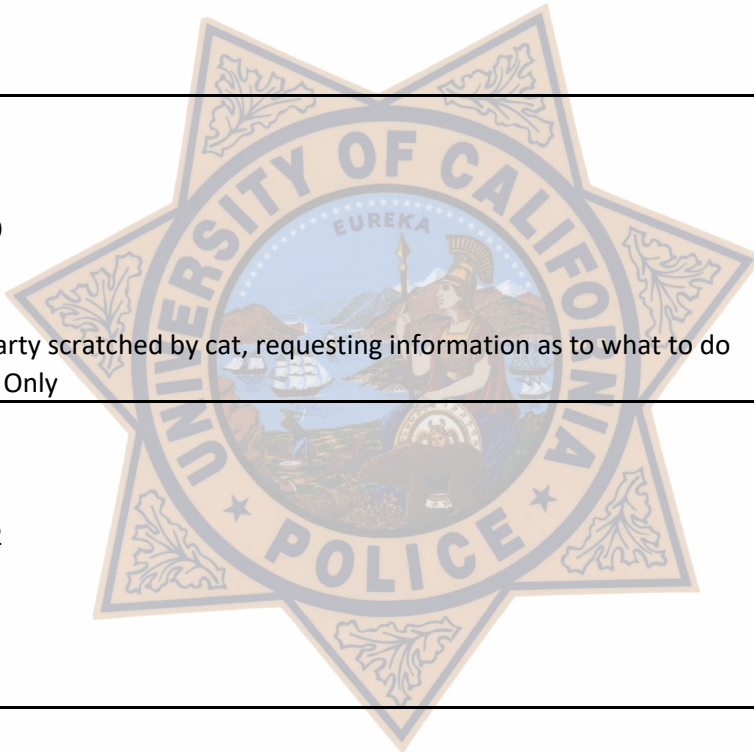 UNIVERSITY OF CALIFORNIA
EUREKA
arty scratched by cat, requesting information as to what to do
Only
POLICE